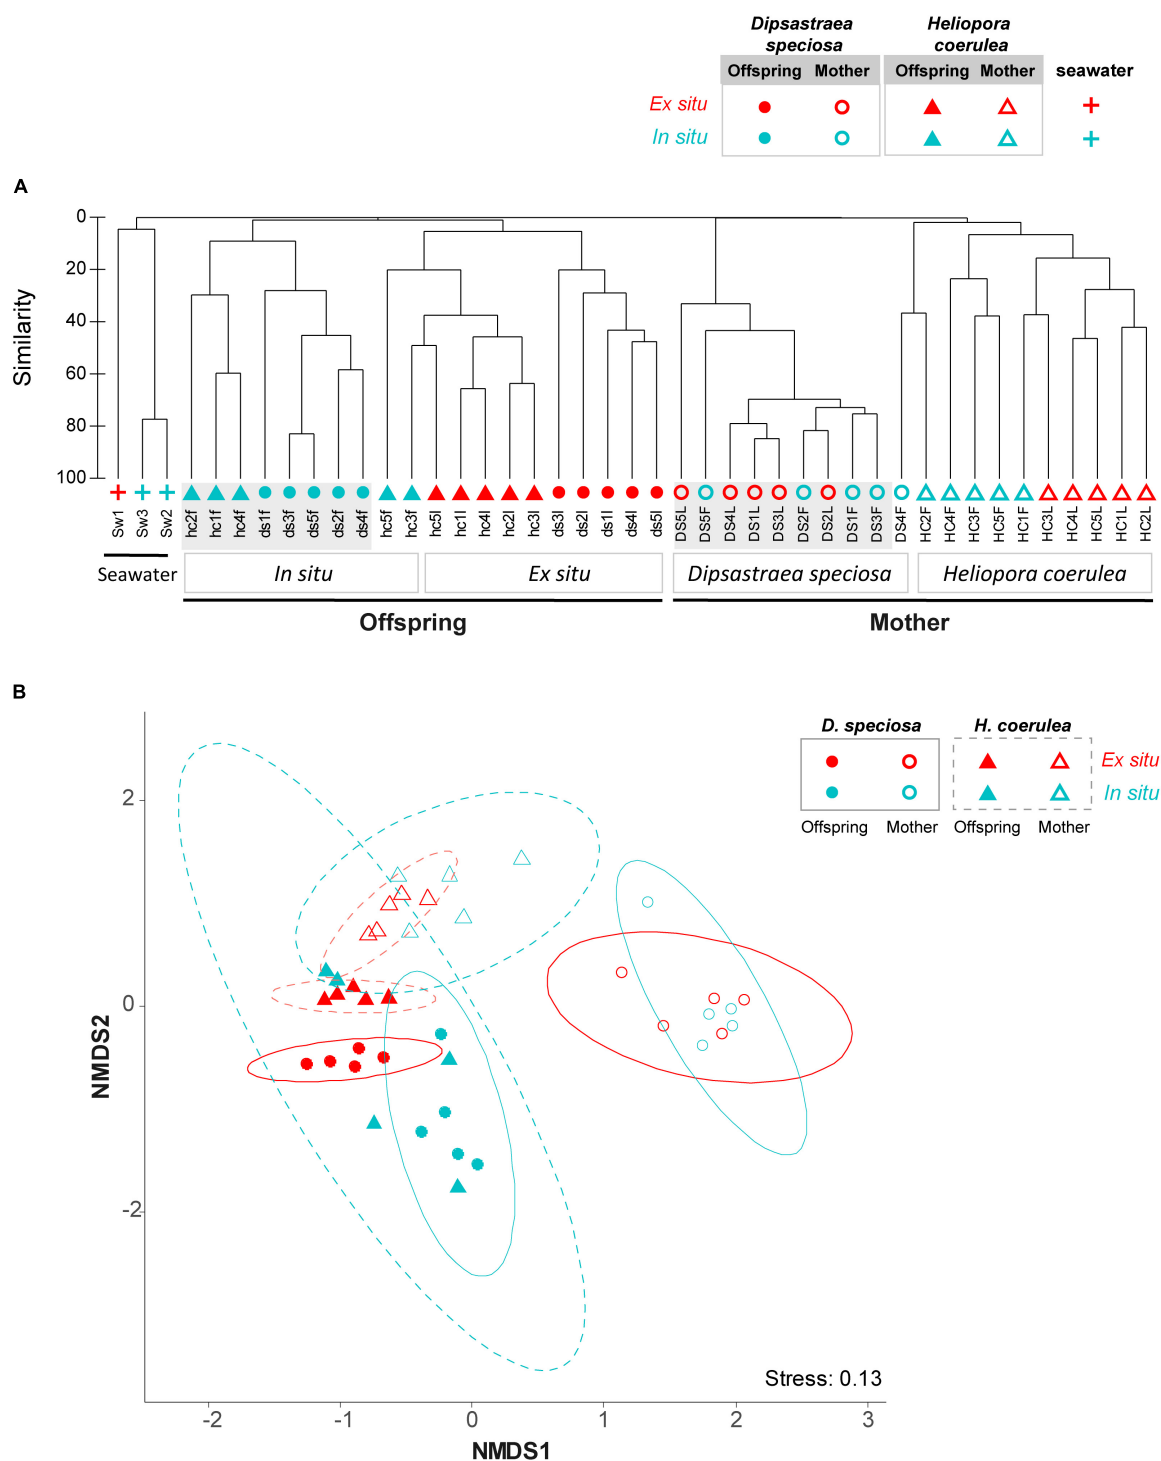 Dipsastraea speciosa
Heliopora coerulea
Offspring Mother Offspring Mother seawater
Ex situ
In situ
A
Similarity
0
20
40
60
80
100
Sw1 Sw3 Sw2 hc2f hc1f hc4f ds1f ds3f ds5f ds2f ds4f hc5f hc3f hc5l hc1l hc4l hc2l hc3l ds3l ds2l ds1l ds4l ds5l DS5L DS5F DS4L DS1L DS3L DS2F DS2L DS1F DS3F DS4F HC2F HC4F HC3F HC5F HC1F HC3L HC4L HC5L HC1L HC2L
Seawater In situ Ex situ Dipsastraea speciosa Heliopora coerulea
Offspring Mother
B
D. speciosa H. coerulea
Ex situ
In situ
Offspring Mother Offspring Mother
NMDS2
2
0
-2
Stress: 0.13
-2 -1 0 1 2 3
NMDS1